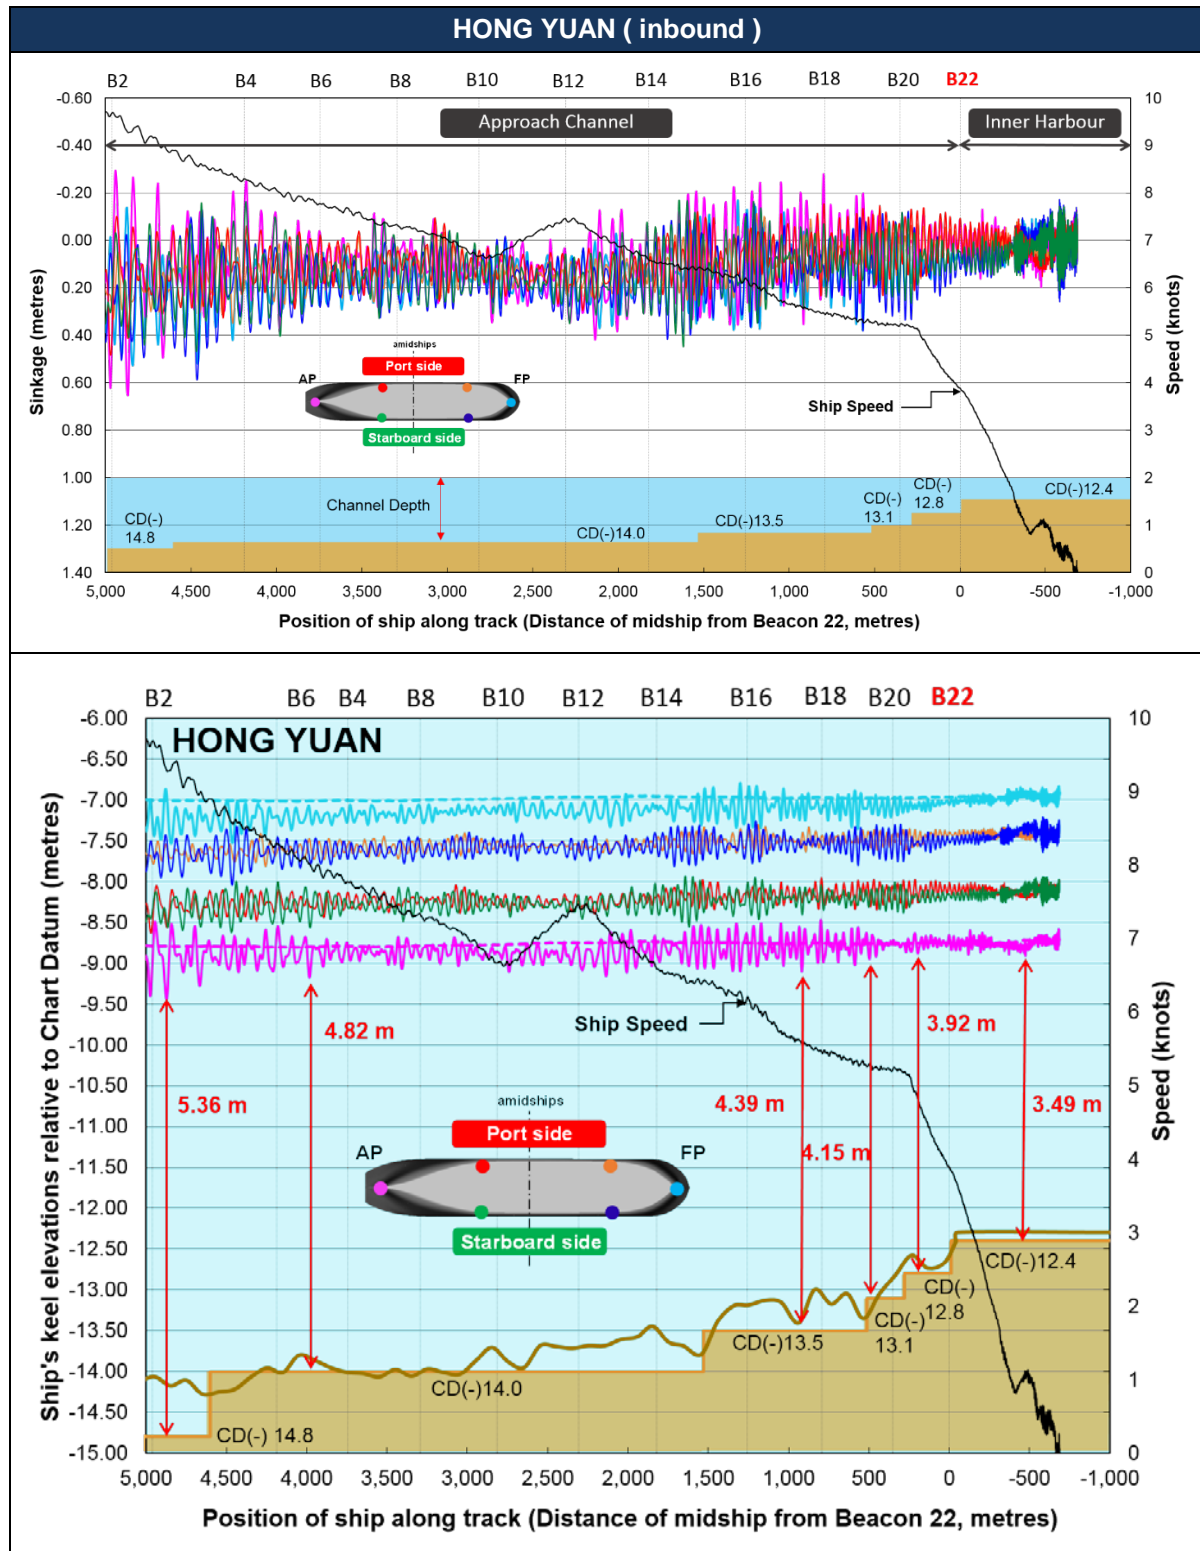 HONG YUAN ( inbound )
B2 B4 B6 B8 B10 B12 B14 B16 B18 B20 B22
Approach Channel
Inner Harbour
-0.60
-0.40
-0.20
0.00
0.20
0.40
0.60
0.80
1.00
1.20
1.40
Sinkage (metres)
10
9
8
7
6
5
4
3
2
1
0
Speed (knots)
amidships
Port side
AP
FP
Starboard side
Ship Speed
Channel Depth
CD(-)
14.8
CD(-)14.0
CD(-)13.5
CD(-)
13.1
CD(-)
12.8
CD(-)12.4
5,000 4,500 4,000 3,500 3,000 2,500 2,000 1,500 1,000 500 0 -500 -1,000
Position of ship along track (Distance of midship from Beacon 22, metres)
B2 B6 B4 B8 B10 B12 B14 B16 B18 B20 B22
HONG YUAN
-6.00
-6.50
-7.00
-7.50
-8.00
-8.50
-9.00
-9.50
-10.00
-10.50
-11.00
-11.50
-12.00
-12.50
-13.00
-13.50
-14.00
-14.50
-15.00
Ship's keel elevations relative to Chart Datum (metres)
10
9
8
7
6
5
4
3
2
1
0
Speed (knots)
Ship Speed
5.36 m
4.82 m
4.39 m
4.15 m
3.92 m
3.49 m
amidships
Port side
AP
FP
Starboard side
CD(-) 14.8
CD(-)14.0
CD(-)13.5
CD(-)
13.1
CD(-)
12.8
CD(-)12.4
5,000 4,500 4,000 3,500 3,000 2,500 2,000 1,500 1,000 500 0 -500 -1,000
Position of ship along track (Distance of midship from Beacon 22, metres)